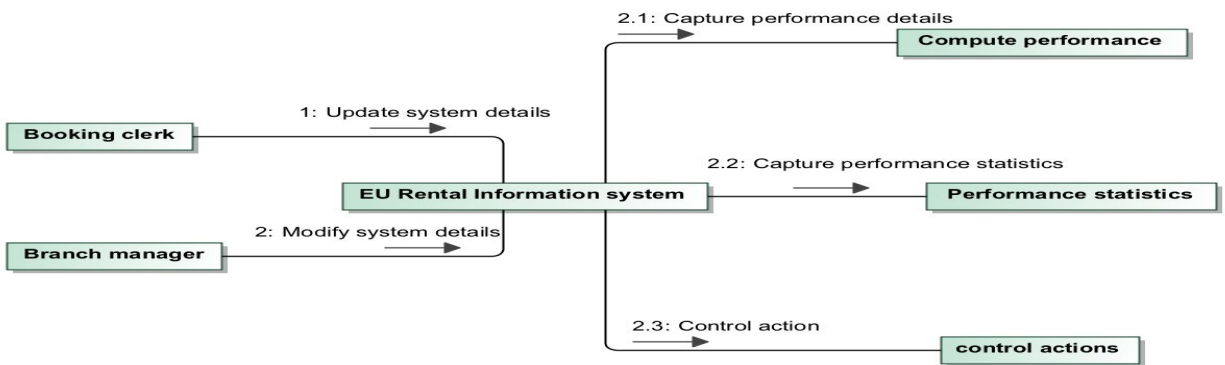 2.1: Capture performance details
Compute performance
1: Update system details
Booking clerk
2.2: Capture performance statistics
EU Rental Information system
Performance statistics
2: Modify system details
Branch manager
2.3: Control action
control actions